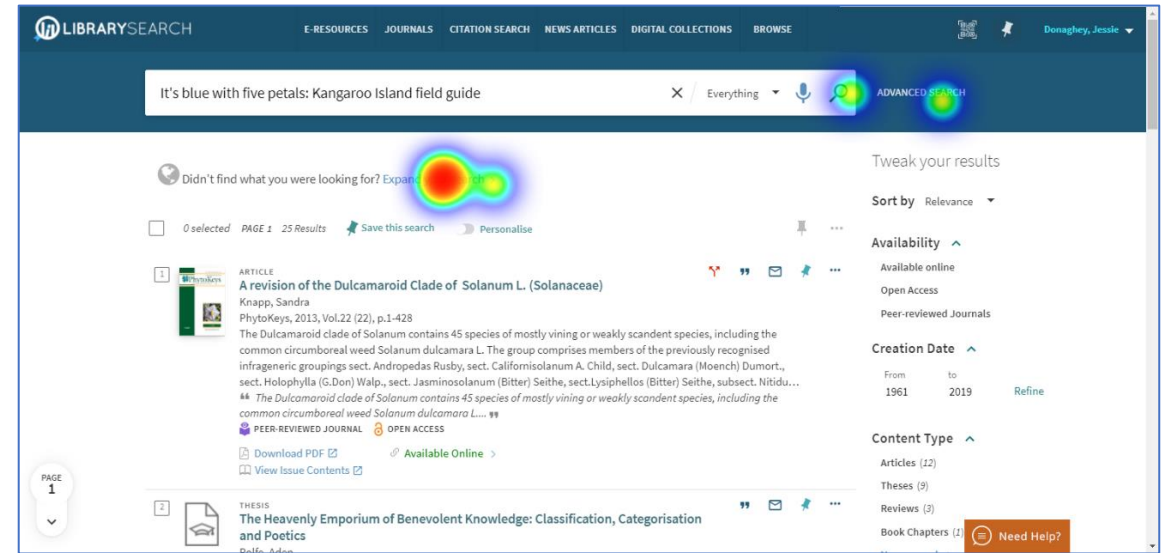 LIBRARYSEARCH
E-RESOURCES JOURNALS CITATION SEARCH NEWS ARTICLES DIGITAL COLLECTIONS BROWSE
Donaghey, Jessie
It's blue with five petals: Kangaroo Island field guide
Everything
ADVANCED SEARCH
Didn't find what you were looking for? Expand
0 selected PAGE 1 25 Results Save this search Personalise
1
ARTICLE
A revision of the Dulcamaroid Clade of Solanum L. (Solanaceae)
Knapp, Sandra
PhytoKeys, 2013, Vol.22 (22), p.1-428
The Dulcamaroid clade of Solanum contains 45 species of mostly vining or weakly scandent species, including the
common circumboreal weed Solanum dulcamara L. The group comprises members of the previously recognised
infrageneric groupings sect. Andropedas Rusby, sect. Californisolanum A. Child, sect. Dulcamara (Moench) Dumort.,
sect. Holophylla (G.Don) Walp., sect. Jasminosolanum (Bitter) Seithe, sect.Lysiphellos (Bitter) Seithe, subsect. Nitidu...
The Dulcamaroid clade of Solanum contains 45 species of mostly vining or weakly scandent species, including the
common circumboreal weed Solanum dulcamara L....
PEER-REVIEWED JOURNAL OPEN ACCESS
Download PDF Available Online
View Issue Contents
2
THESIS
The Heavenly Emporium of Benevolent Knowledge: Classification, Categorisation
and Poetics
Tweak your results
Sort by Relevance
Availability
Available online
Open Access
Peer-reviewed Journals
Creation Date
From to
1961 2019 Refine
Content Type
Articles (12)
Theses (9)
Reviews (3)
Book Chapters (1)
Need Help?
PAGE
1